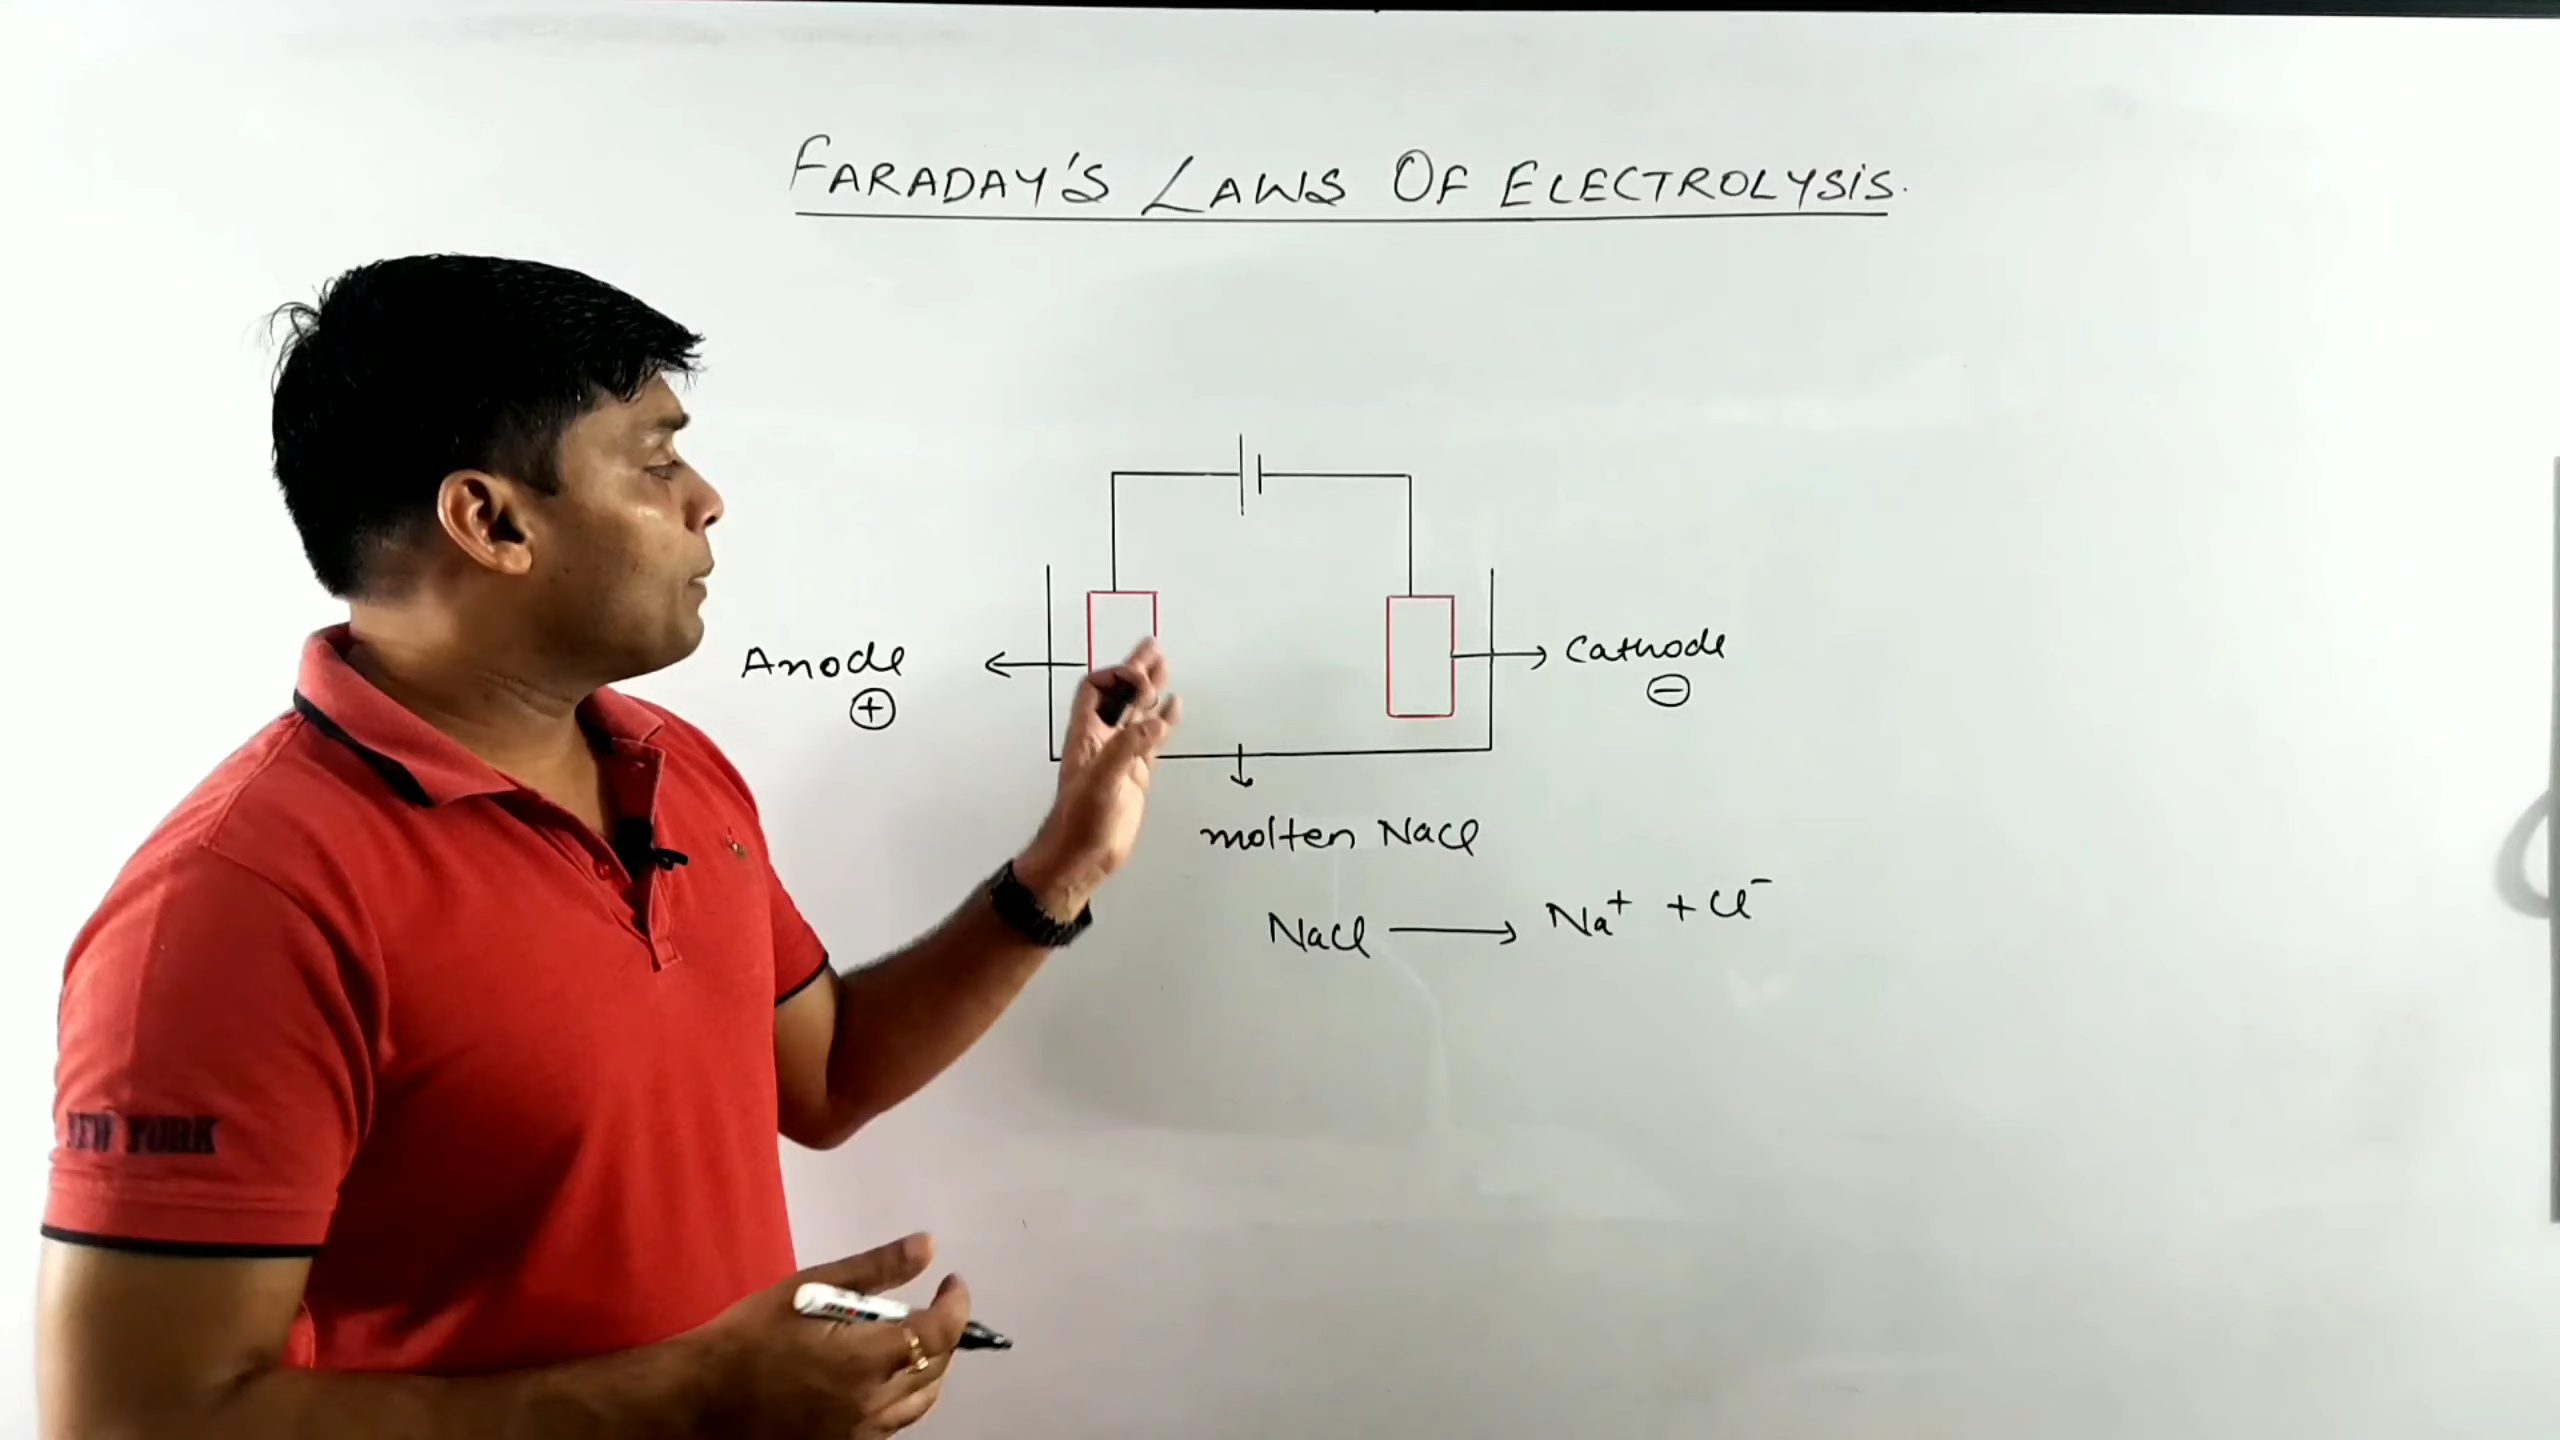 FARADAY'S LAWS OF ELECTROLYSIS.
Anode
⊕
Cathode
⊖
molten NaCl
NaCl ⟶ Na⁺ + Cl⁻
NEW YORK